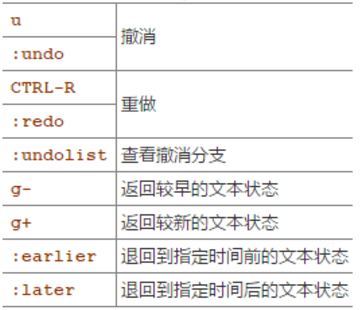 u
:undo
撤消
CTRL-R
:redo
重做
:undolist 查看撤消分支
g- 返回较早的文本状态
g+ 返回较新的文本状态
:earlier 退回到指定时间前的文本状态
:later 退回到指定时间后的文本状态